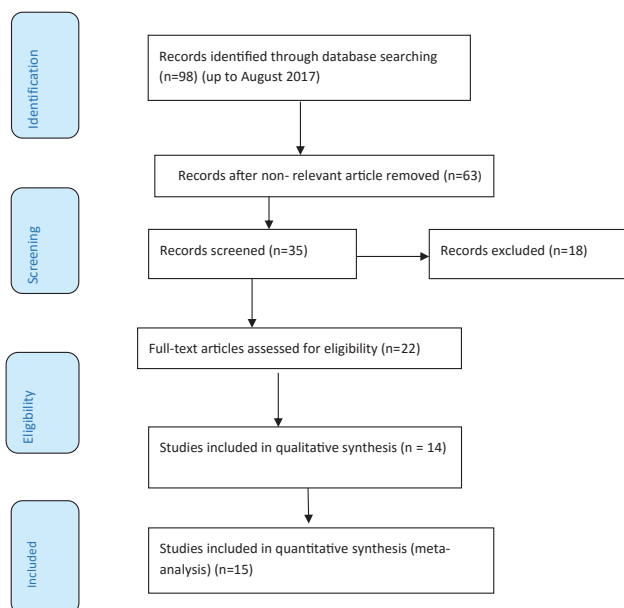 Identification
Records identified through database searching
(n=98) (up to August 2017)
Records after non- relevant article removed (n=63)
Screening
Records screened (n=35)
Records excluded (n=18)
Full-text articles assessed for eligibility (n=22)
Eligibility
Studies included in qualitative synthesis (n = 14)
Included
Studies included in quantitative synthesis (meta-
analysis) (n=15)